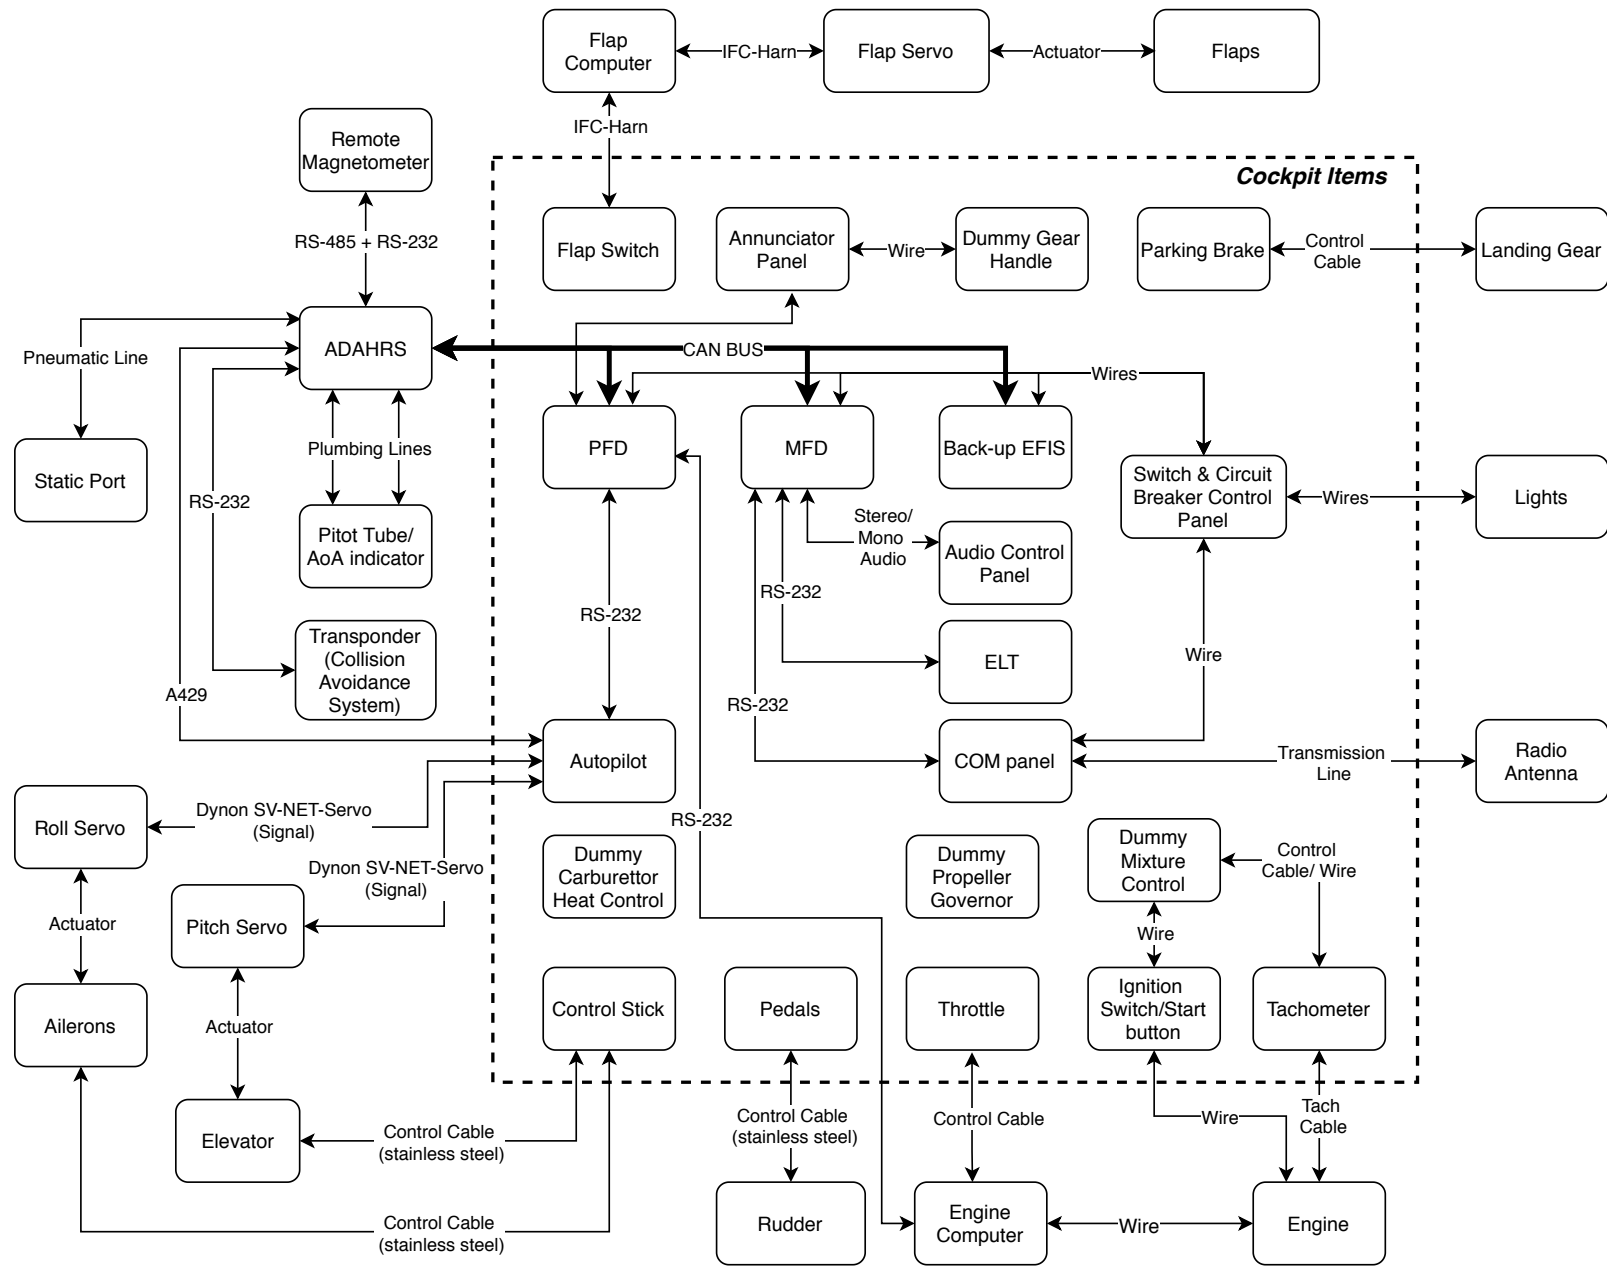 Flap
Computer
IFC-Harn
Flap Servo
Actuator
Flaps
IFC-Harn
Remote
Magnetometer
Cockpit Items
RS-485 + RS-232
Flap Switch
Annunciator
Panel
Wire
Dummy Gear
Handle
Parking Brake
Control
Cable
Landing Gear
Pneumatic Line
ADAHRS
CAN BUS
Wires
Static Port
Plumbing Lines
PFD
MFD
Back-up EFIS
Switch & Circuit
Breaker Control
Panel
Wires
Lights
RS-232
Pitot Tube/
AoA indicator
Stereo/
Mono
Audio
Audio Control
Panel
RS-232
RS-232
Transponder
(Collision
Avoidance
System)
ELT
Wire
A429
RS-232
Autopilot
COM panel
Transmission
Line
Radio
Antenna
Roll Servo
Dynon SV-NET-Servo
(Signal)
RS-232
Dynon SV-NET-Servo
(Signal)
Dummy
Carburettor
Heat Control
Dummy
Propeller
Governor
Dummy
Mixture
Control
Control
Cable/ Wire
Actuator
Pitch Servo
Wire
Ailerons
Actuator
Control Stick
Pedals
Throttle
Ignition
Switch/Start
button
Tachometer
Elevator
Control Cable
(stainless steel)
Control Cable
(stainless steel)
Control Cable
Wire
Tach
Cable
Control Cable
(stainless steel)
Rudder
Engine
Computer
Wire
Engine